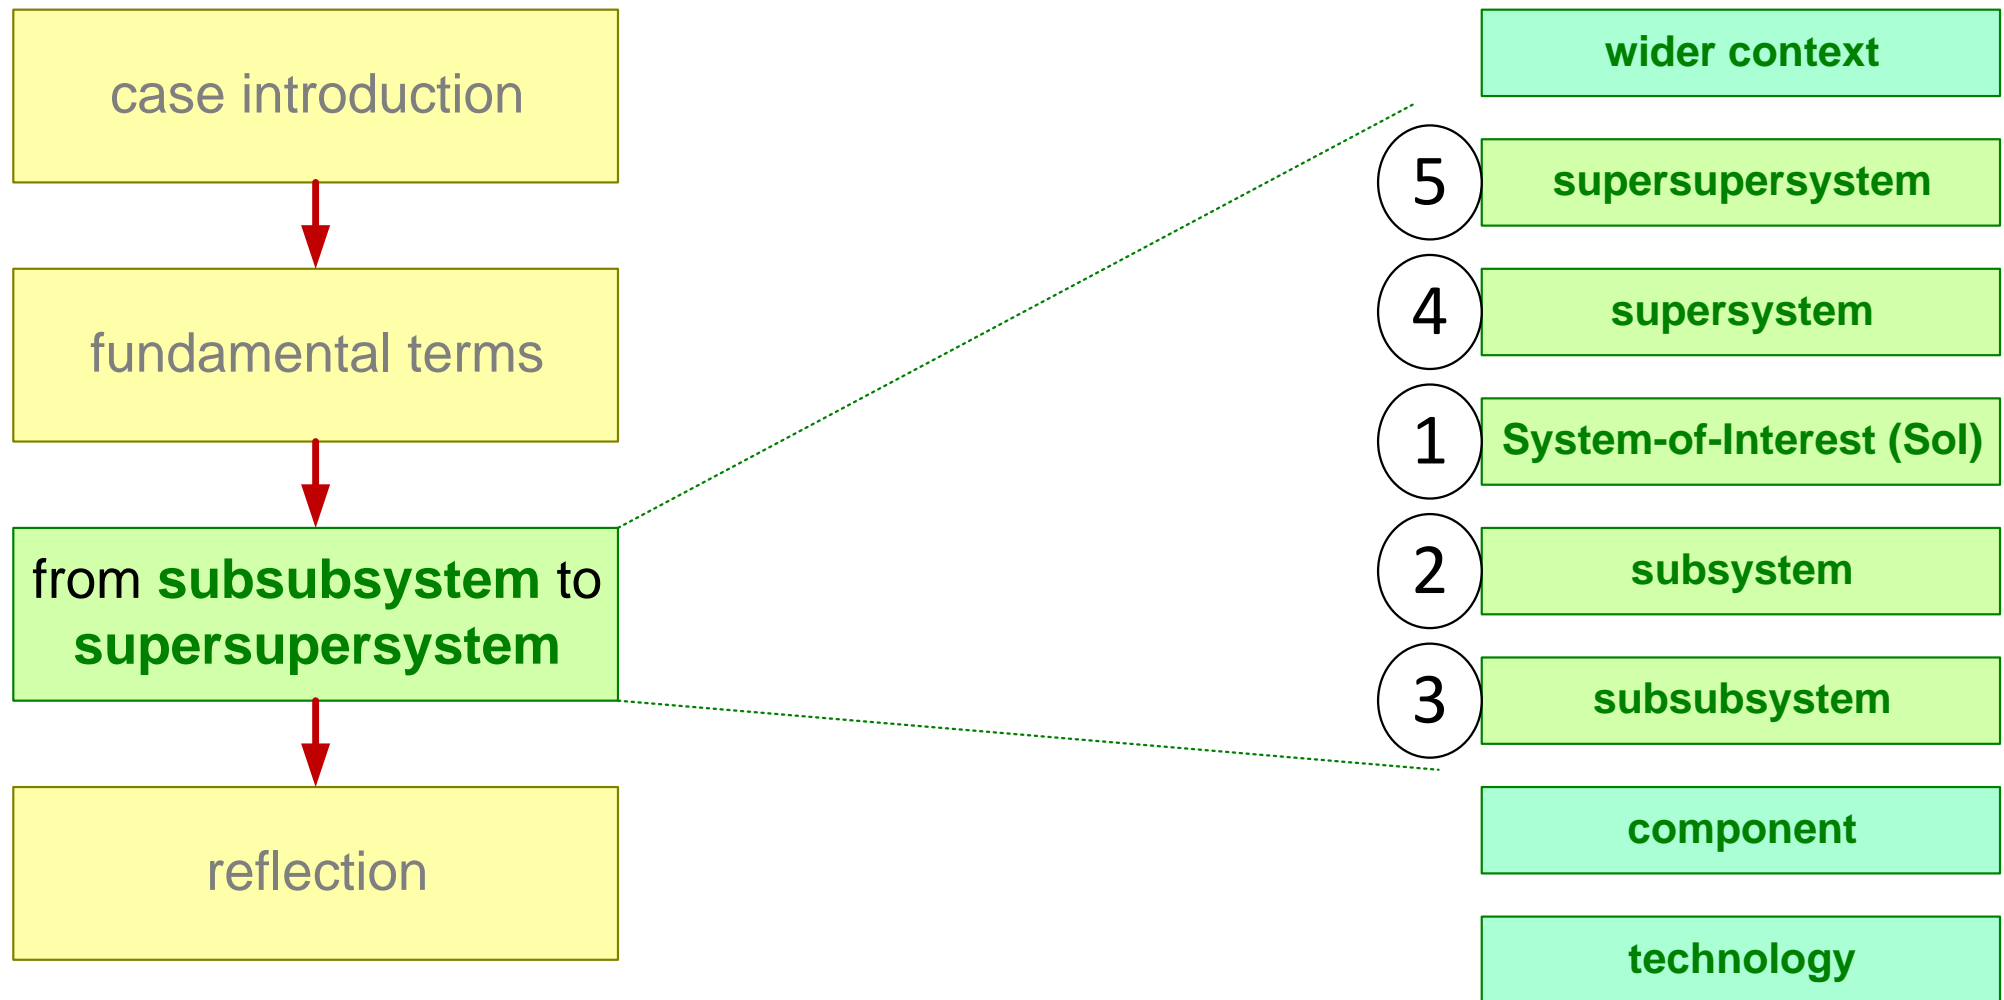 case introduction
fundamental terms
from subsubsystem to
supersupersystem
reflection
wider context
5
supersupersystem
4
supersystem
1
System-of-Interest (SoI)
2
subsystem
3
subsubsystem
component
technology